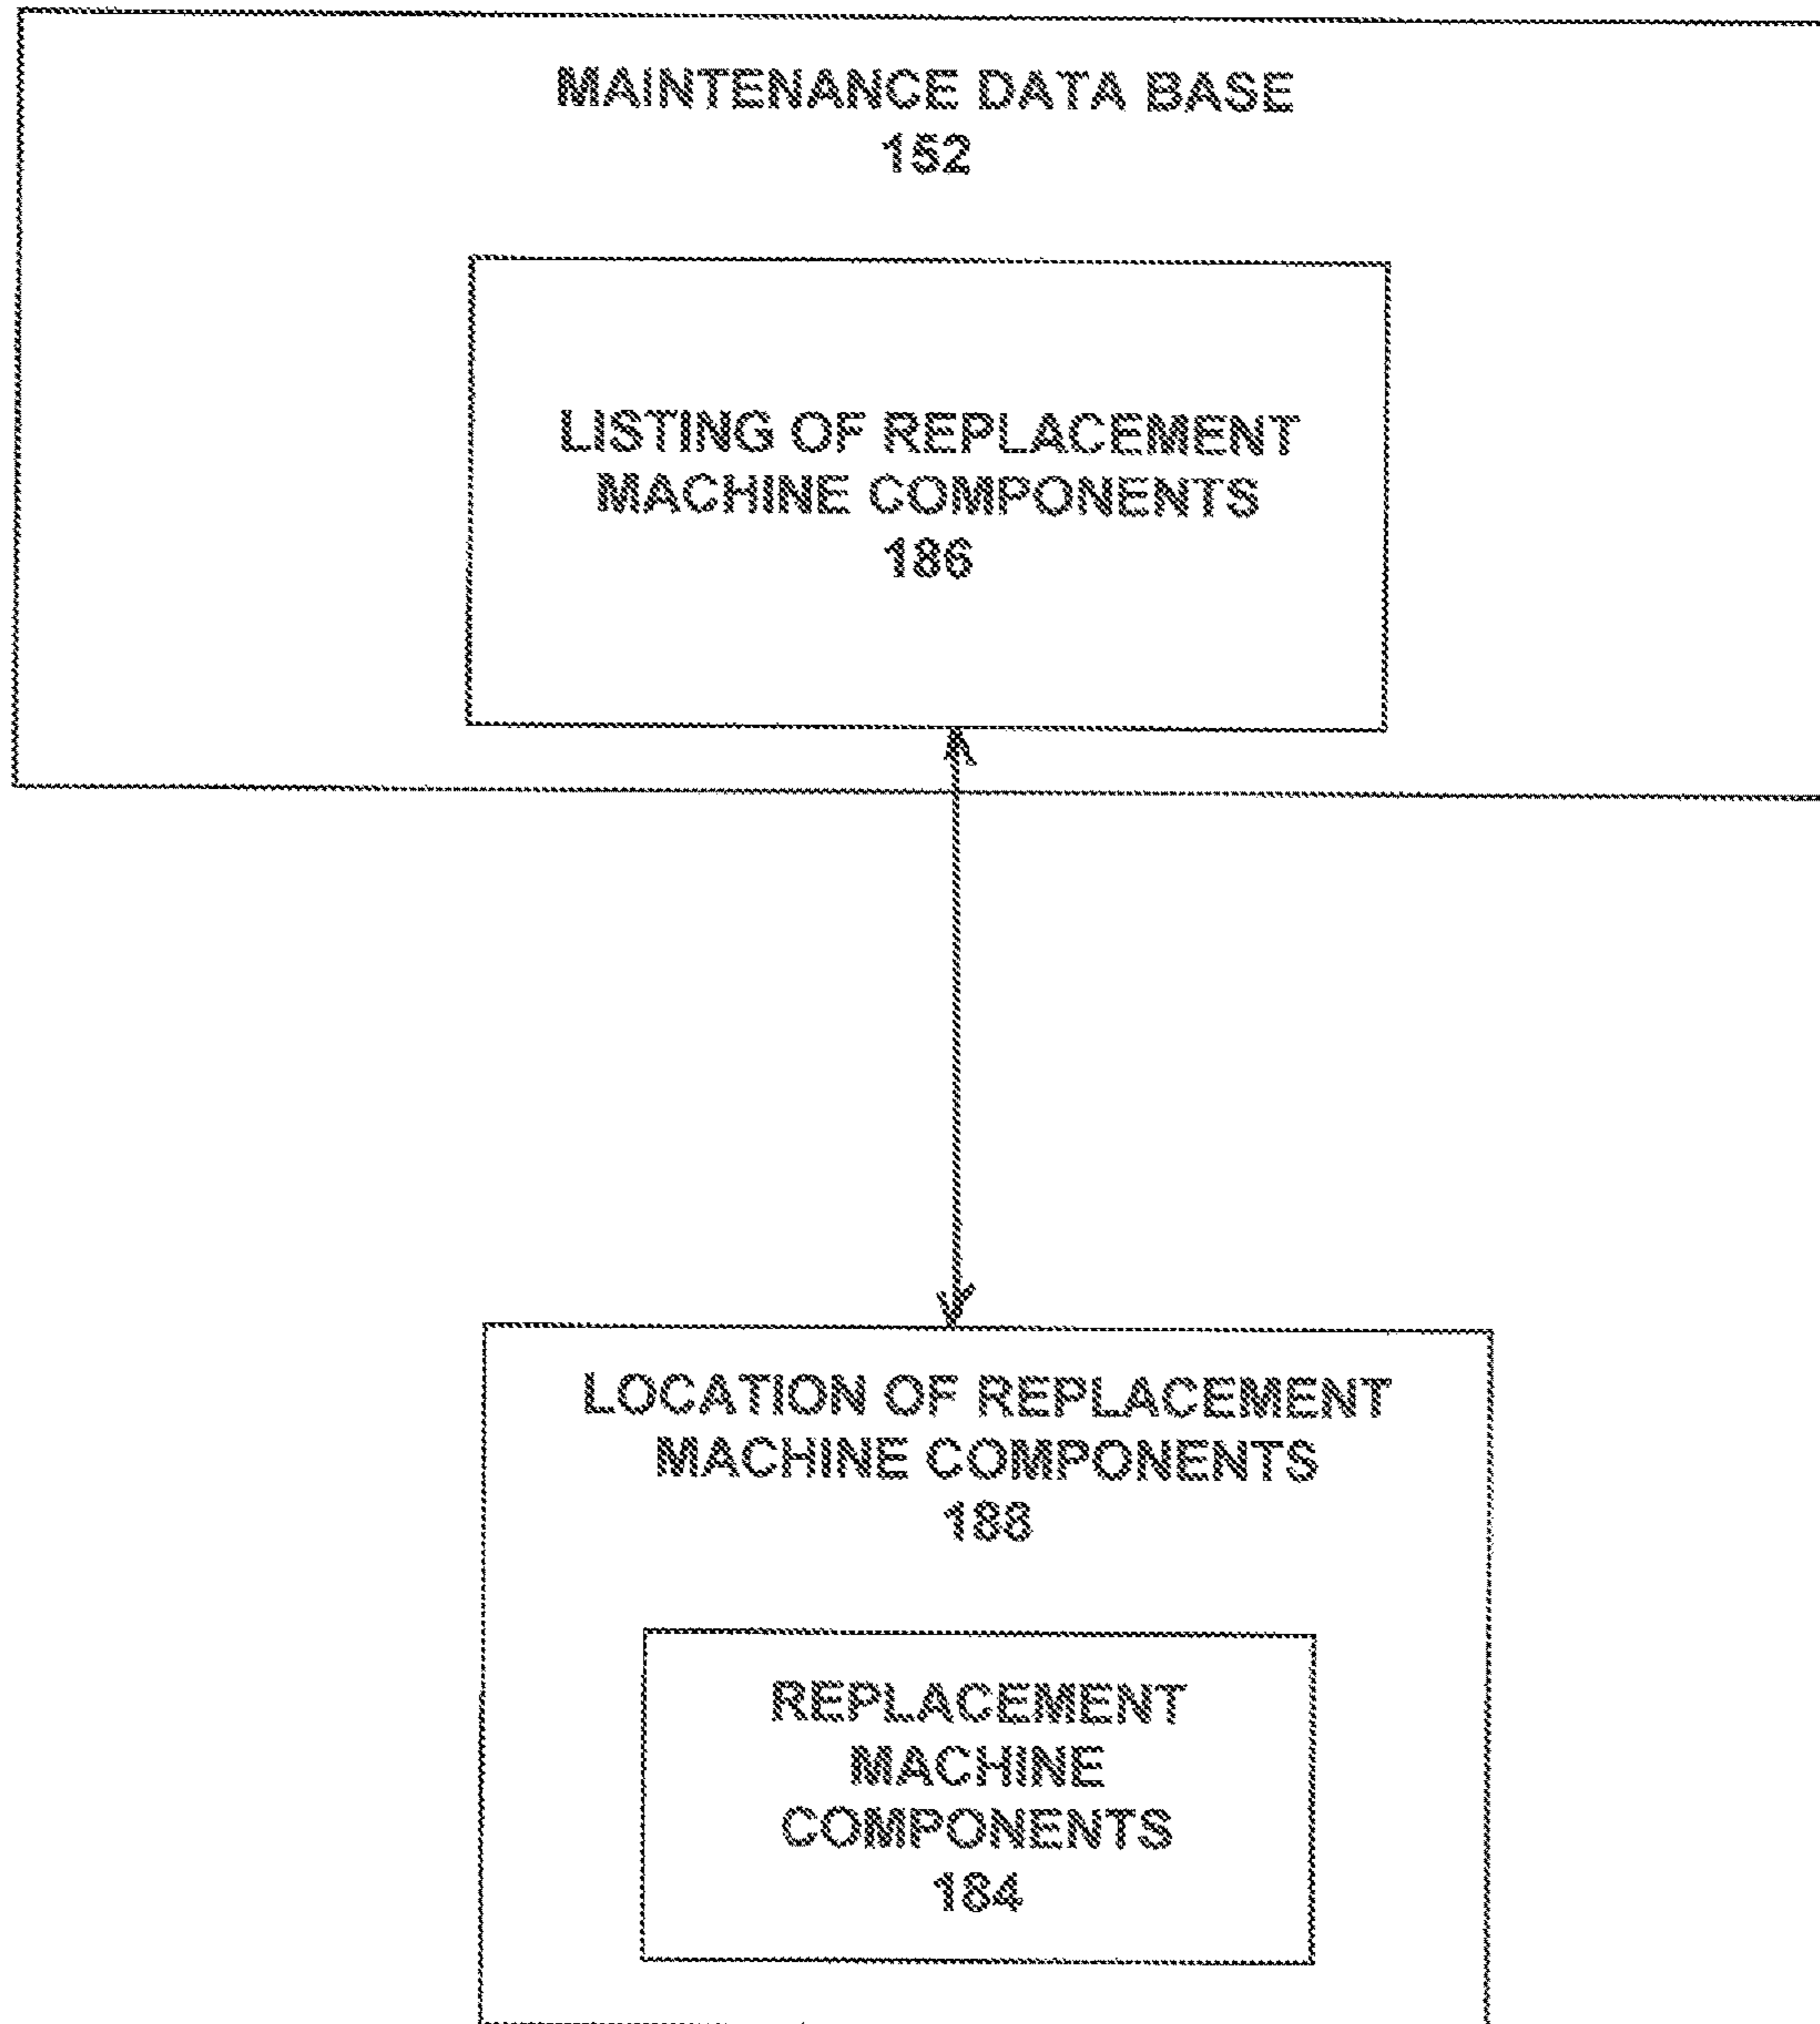 MAINTENANCE DATA BASE
152
LISTING OF REPLACEMENT
MACHINE COMPONENTS
186
LOCATION OF REPLACEMENT
MACHINE COMPONENTS
188
REPLACEMENT
MACHINE
COMPONENTS
184